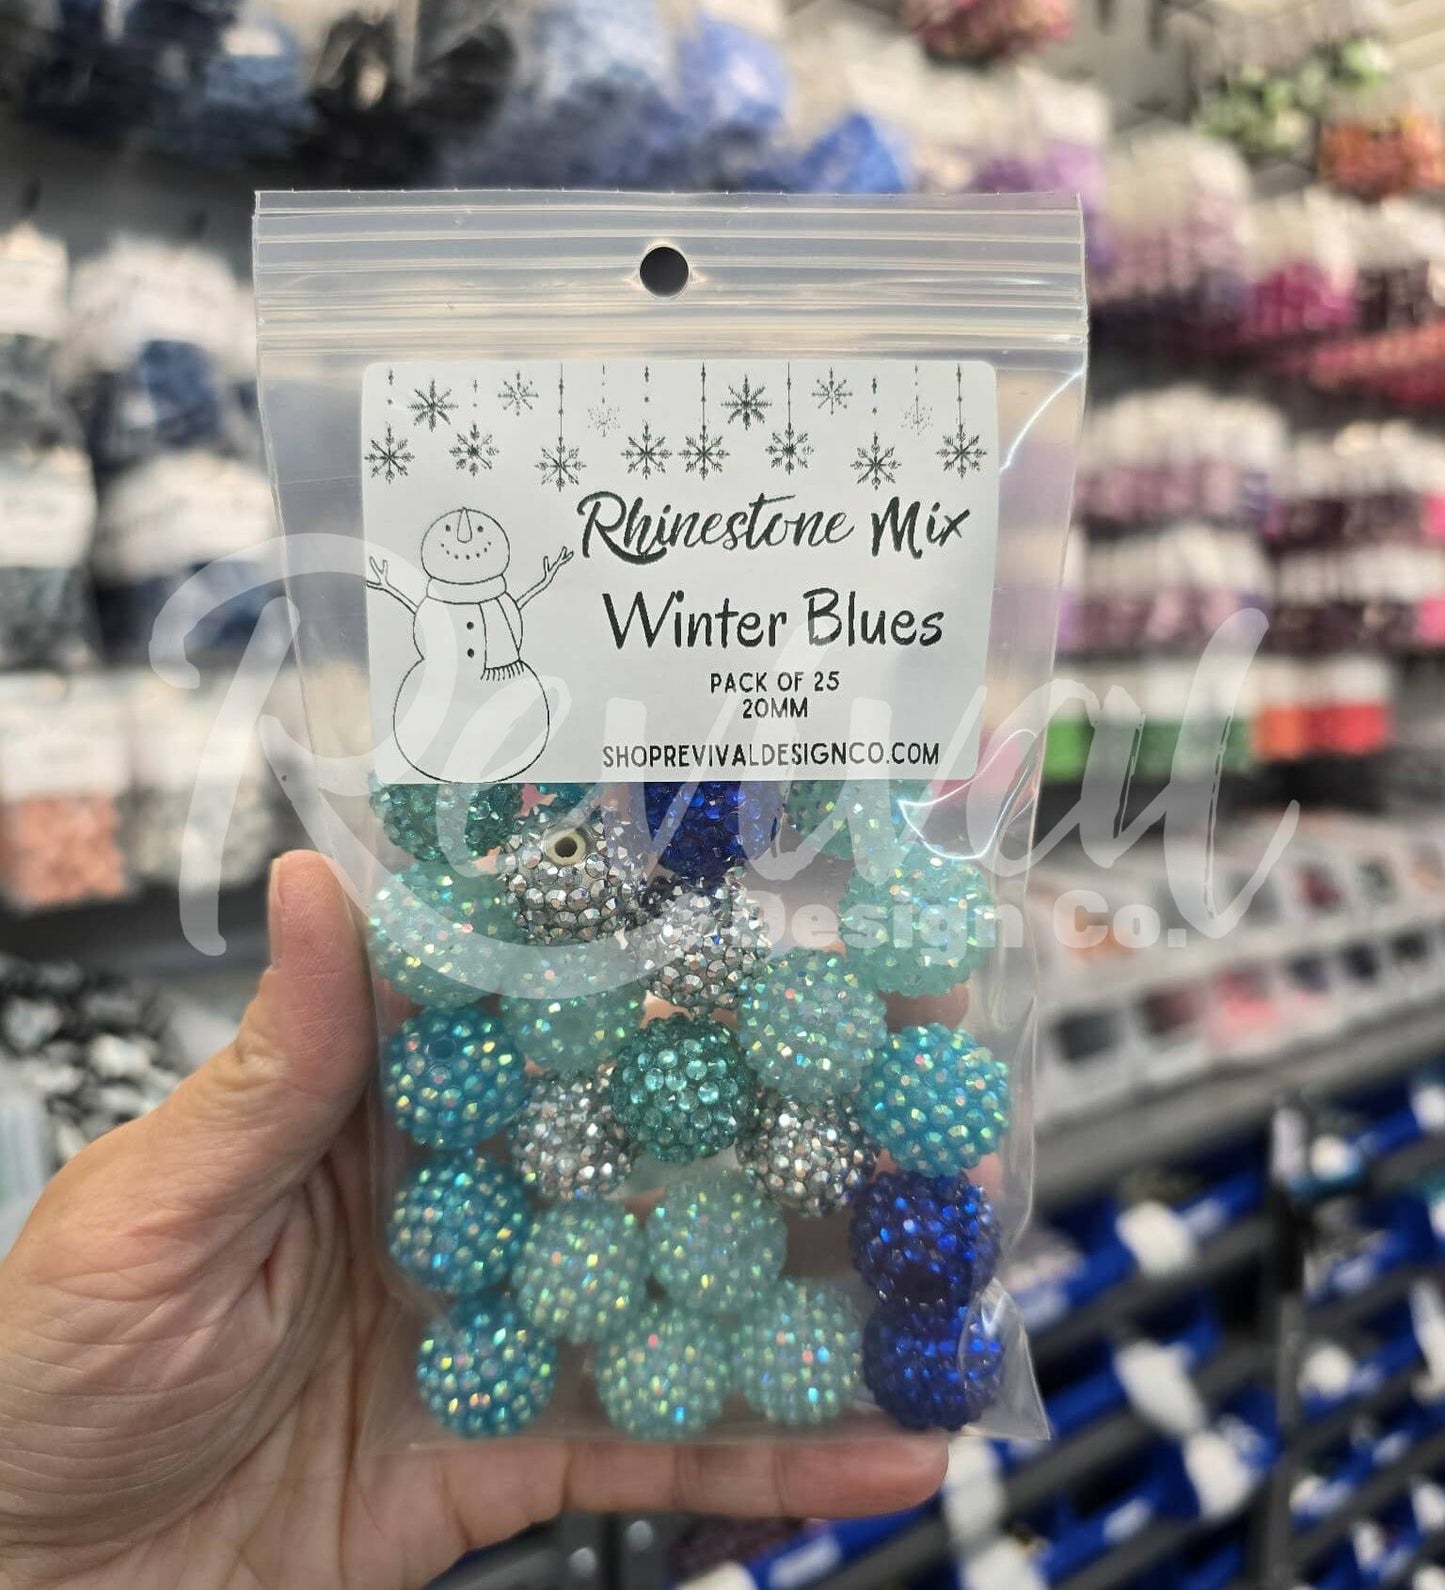 Rhinestone Mix
Winter Blues
PACK OF 25
20MM
SHOPREVIVALDESIGNCO.COM
Revival
Design Co.